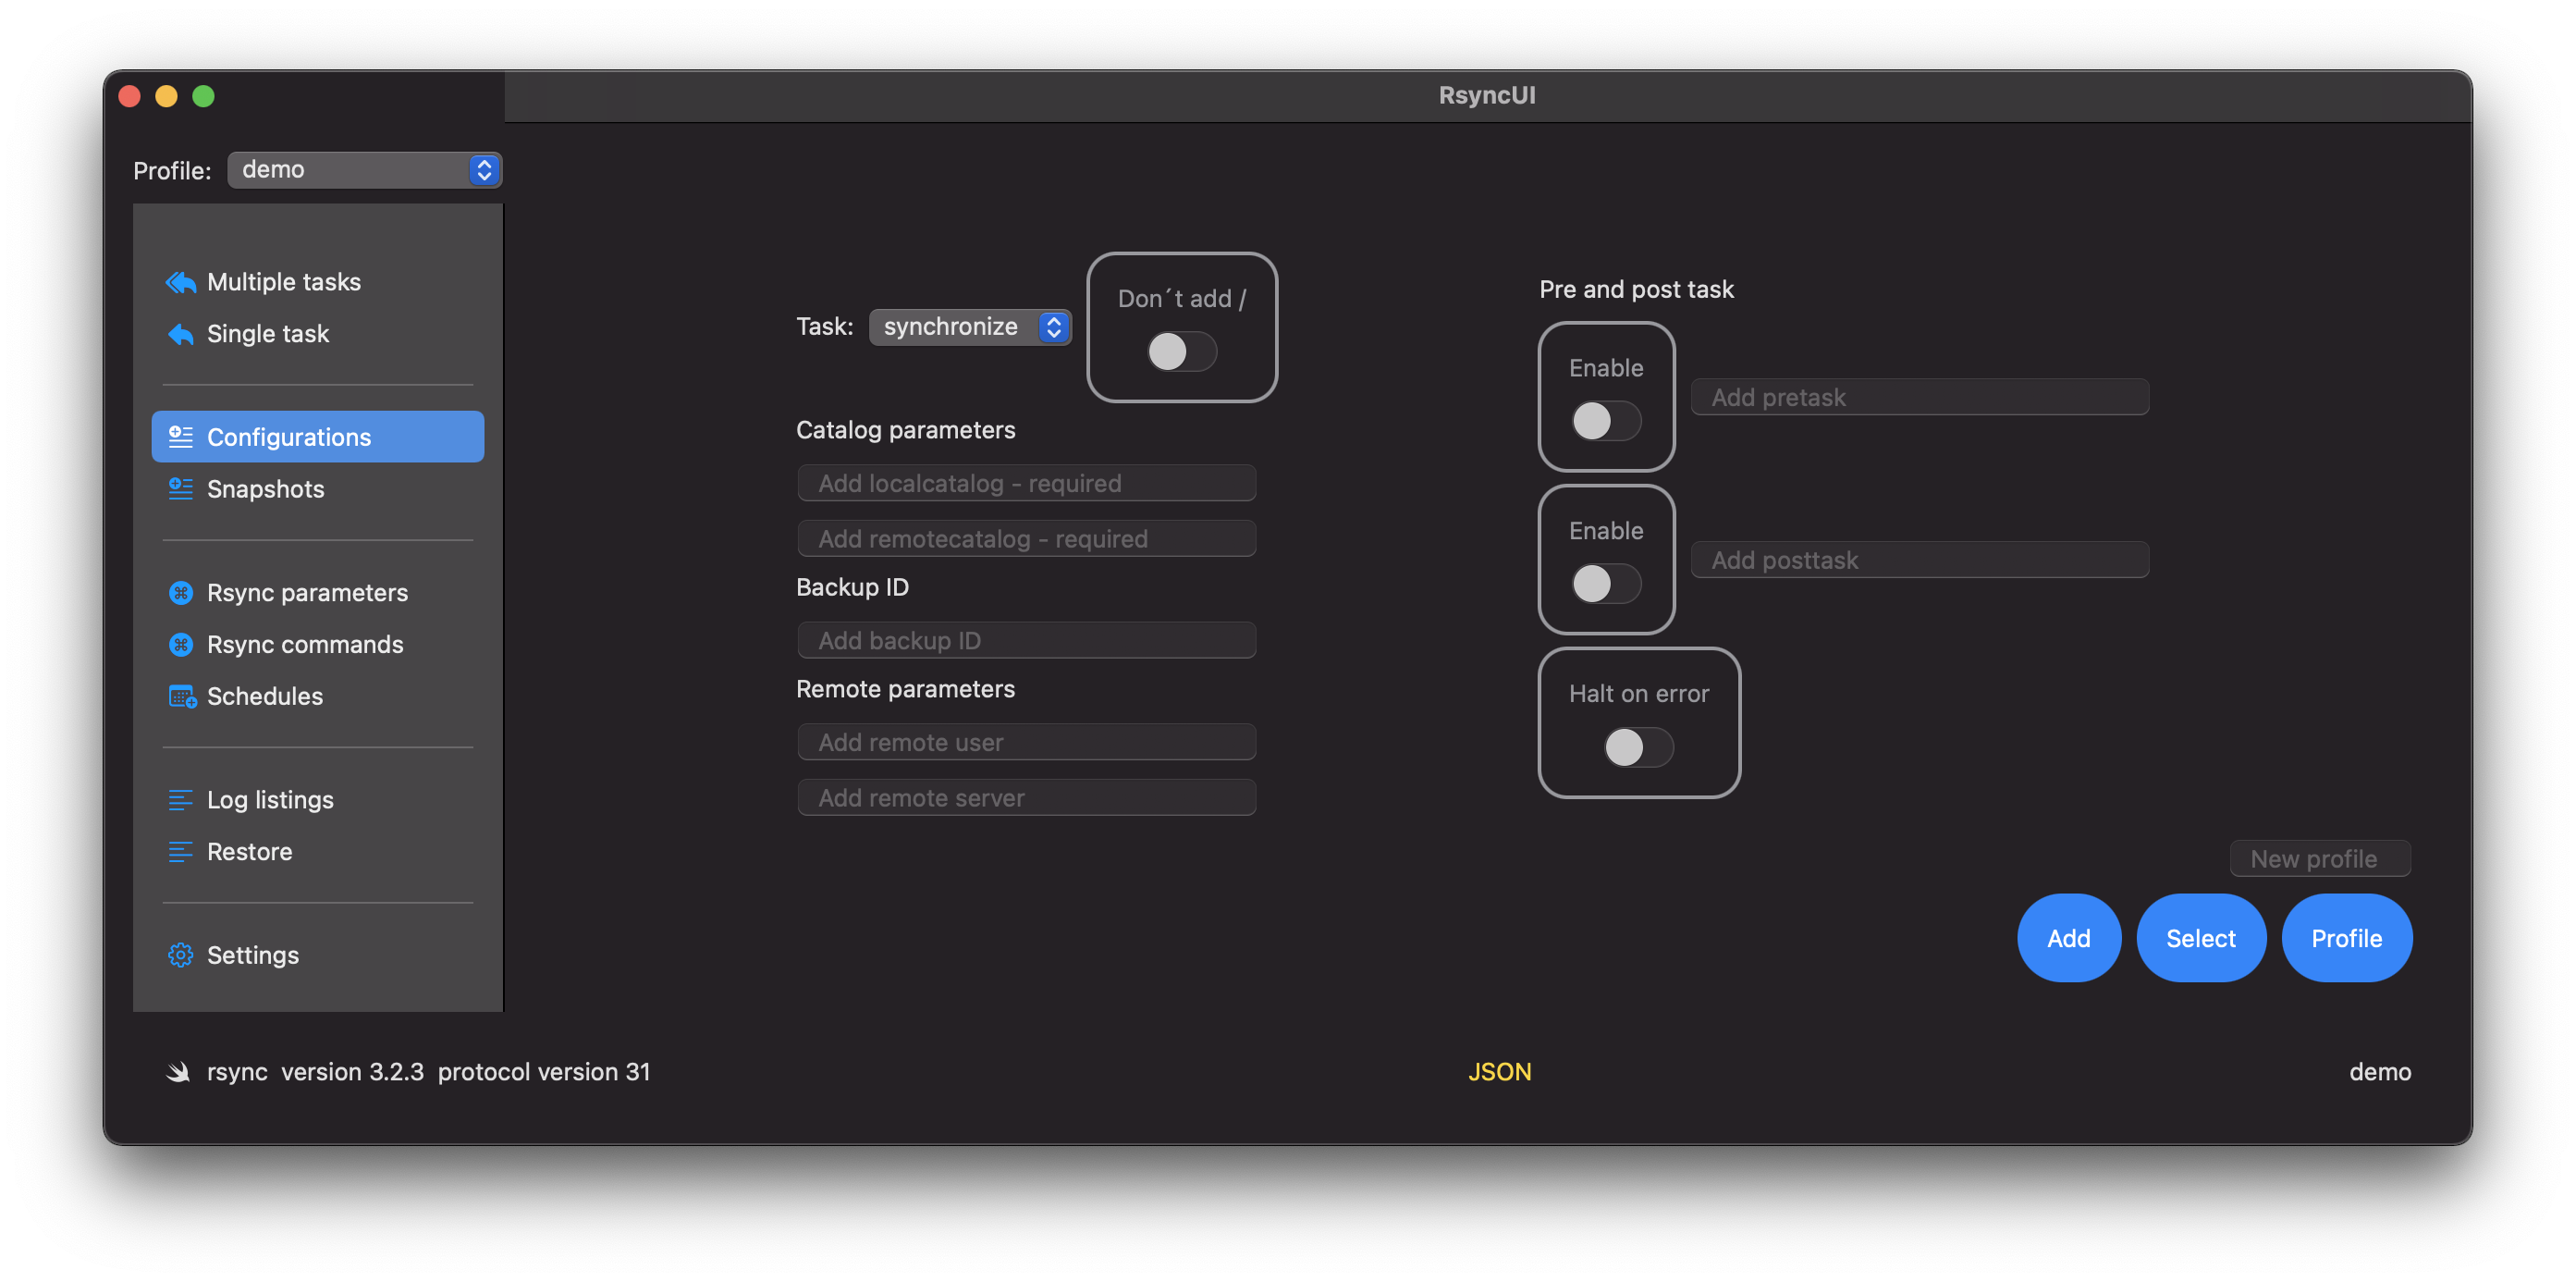 RsyncUI
Profile: demo
Multiple tasks
Single task
Configurations
Snapshots
Rsync parameters
Rsync commands
Schedules
Log listings
Restore
Settings
Task: synchronize
Don´t add /
Catalog parameters
Add localcatalog - required
Add remotecatalog - required
Backup ID
Add backup ID
Remote parameters
Add remote user
Add remote server
Pre and post task
Enable
Add pretask
Enable
Add posttask
Halt on error
New profile
Add Select Profile
rsync version 3.2.3 protocol version 31
JSON
demo